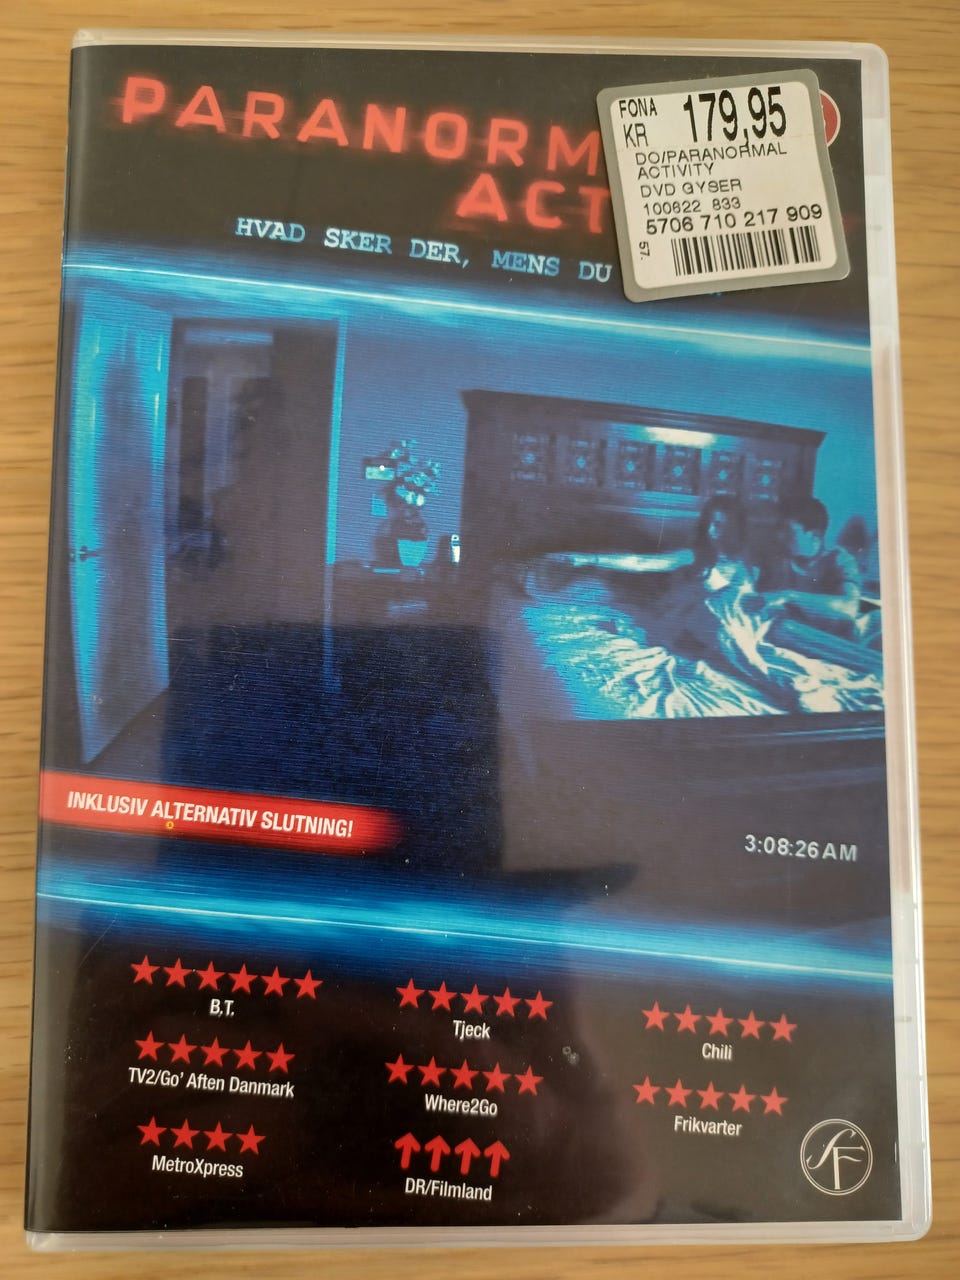 PARANORM
ACT
HVAD SKER DER, MENS DU
FONA
KR 179,95
DO/PARANORMAL
ACTIVITY
DVD GYSER
100622 833
5706 710 217 909
57.
INKLUSIV ALTERNATIV SLUTNING!
3:08:26 AM
B.T.
Tjeck
Chili
TV2/Go' Aften Danmark
Where2Go
Frikvarter
MetroXpress
DR/Filmland
SF